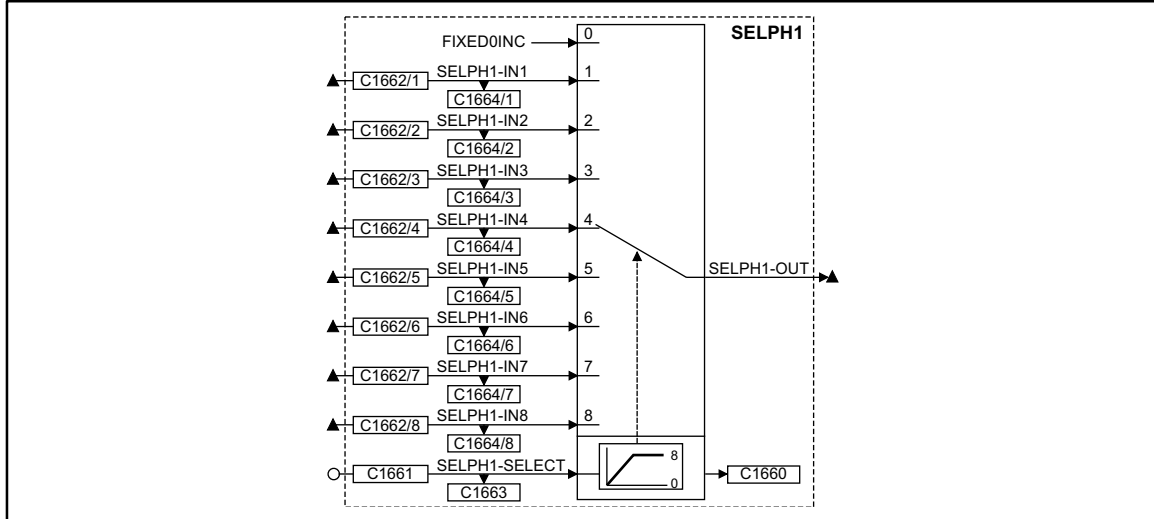 SELPH1
FIXED0INC 0
C1662/1 SELPH1-IN1 1
C1664/1
C1662/2 SELPH1-IN2 2
C1664/2
C1662/3 SELPH1-IN3 3
C1664/3
C1662/4 SELPH1-IN4 4
C1664/4
C1662/5 SELPH1-IN5 5 SELPH1-OUT
C1664/5
C1662/6 SELPH1-IN6 6
C1664/6
C1662/7 SELPH1-IN7 7
C1664/7
C1662/8 SELPH1-IN8 8
C1664/8
8
C1661 SELPH1-SELECT C1660
0
C1663